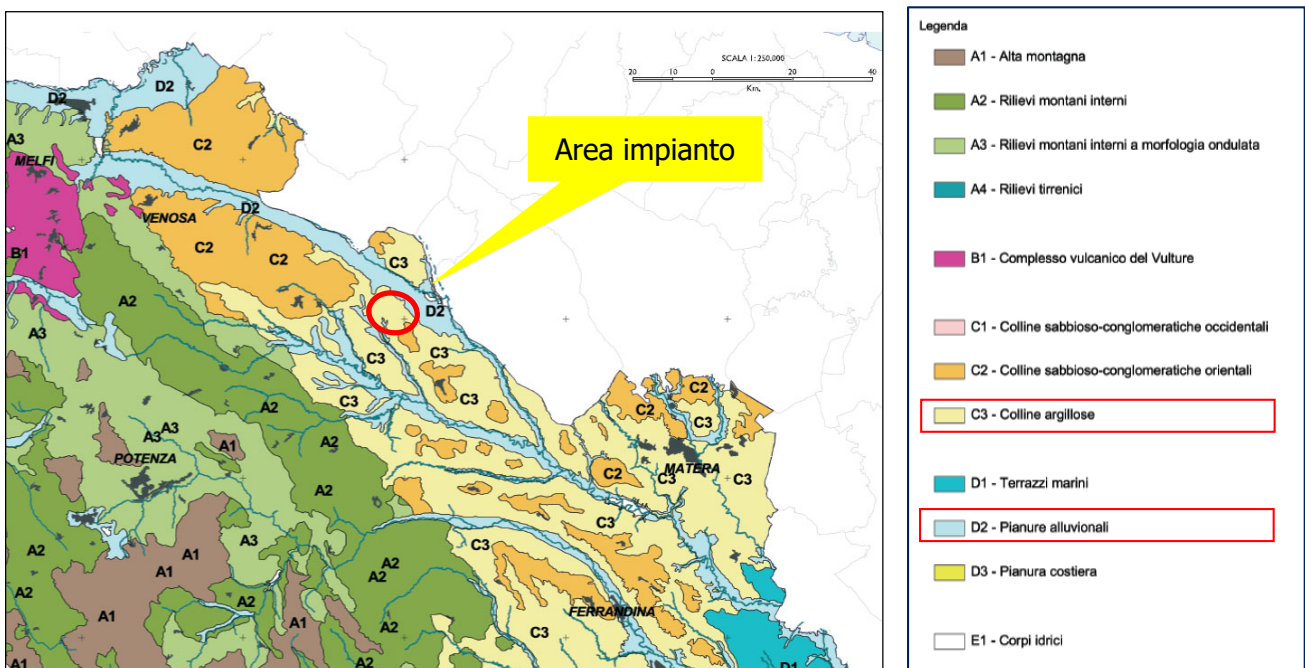 SCALA 1:250,000
20 10 0 20 40
Km.
Area impianto
D2
D2
C2
A3
MELFI
VENOSA
D2
C2
C2
B1
C3
A2
D2
A3
C3
C3
C3
C3
A2
A2
C2
C3
A3
A3
A1
POTENZA
A2
C2
MATERA
C3
C3
A2
A1
A1
A3
C3
C3
A2
A2
A2
A2
A1
A2
FERRANDINA
C3
A1
A1
D1
Legenda
A1 - Alta montagna
A2 - Rilievi montani interni
A3 - Rilievi montani interni a morfologia ondulata
A4 - Rilievi tirrenici
B1 - Complesso vulcanico del Vulture
C1 - Colline sabbioso-conglomeratiche occidentali
C2 - Colline sabbioso-conglomeratiche orientali
C3 - Colline argillose
D1 - Terrazzi marini
D2 - Pianure alluvionali
D3 - Pianura costiera
E1 - Corpi idrici